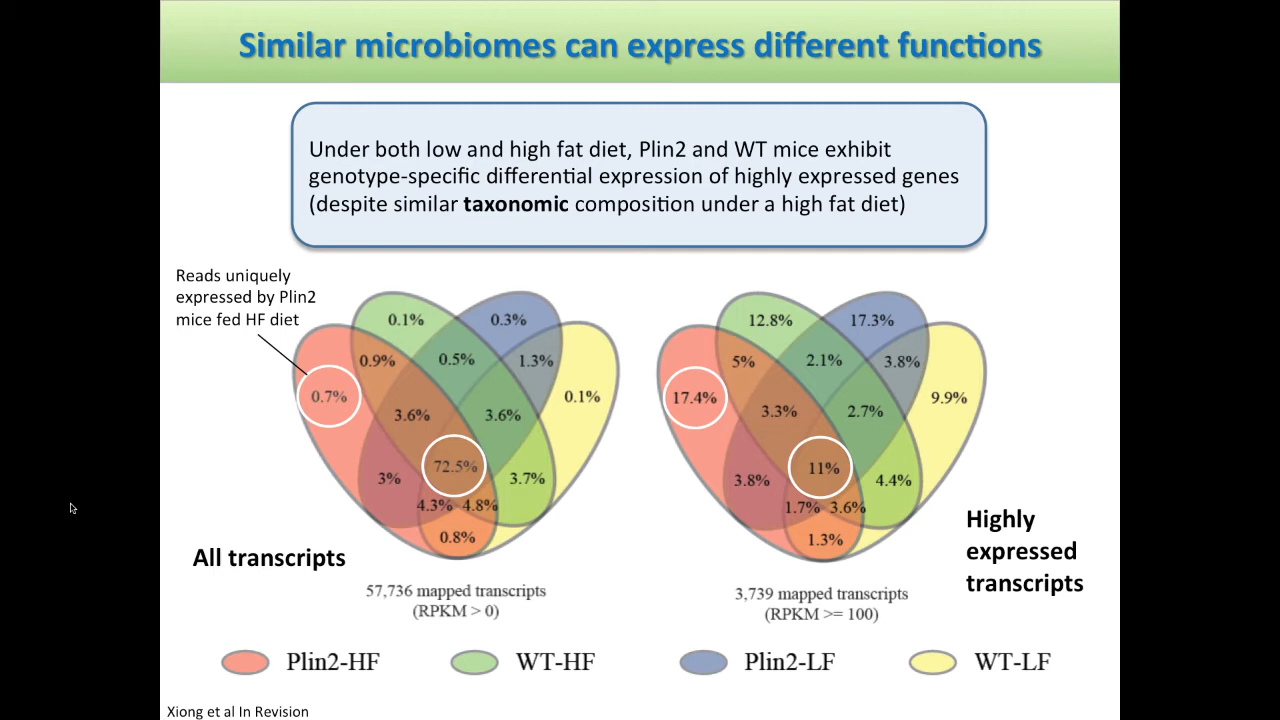 Similar microbiomes can express different functions
Under both low and high fat diet, Plin2 and WT mice exhibit
genotype-specific differential expression of highly expressed genes
(despite similar taxonomic composition under a high fat diet)
Reads uniquely
expressed by Plin2
mice fed HF diet
0.1%
0.3%
0.9%
0.5%
1.3%
0.7%
0.1%
3.6%
3.6%
72.5%
3%
3.7%
4.3%
4.8%
0.8%
All transcripts
57,736 mapped transcripts
(RPKM > 0)
12.8%
17.3%
5%
2.1%
3.8%
17.4%
9.9%
3.3%
2.7%
11%
3.8%
4.4%
1.7%
3.6%
1.3%
Highly
expressed
transcripts
3,739 mapped transcripts
(RPKM >= 100)
Plin2-HF
WT-HF
Plin2-LF
WT-LF
Xiong et al In Revision